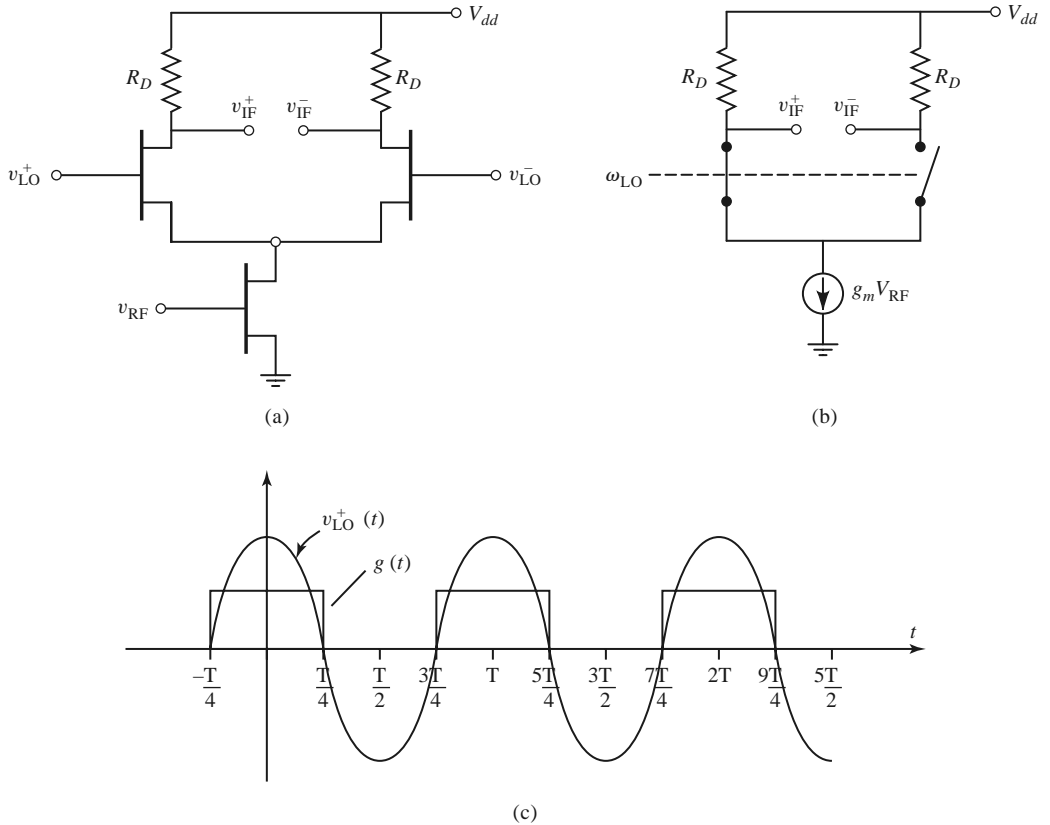 V_dd
R_D
R_D
v_IF^+
v_IF^-
v_LO^+
v_LO^-
v_RF
(a)
V_dd
R_D
R_D
v_IF^+
v_IF^-
ω_LO
g_m V_RF
(b)
v_LO^+ (t)
g (t)
t
-T/4
T/4
T/2
3T/4
T
5T/4
3T/2
7T/4
2T
9T/4
5T/2
(c)